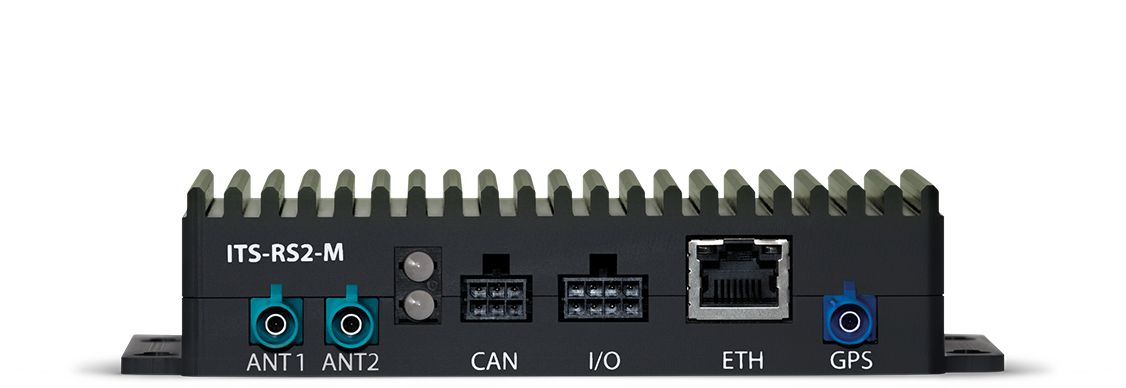 ITS-RS2-M
ANT1 ANT2 CAN I/O ETH GPS